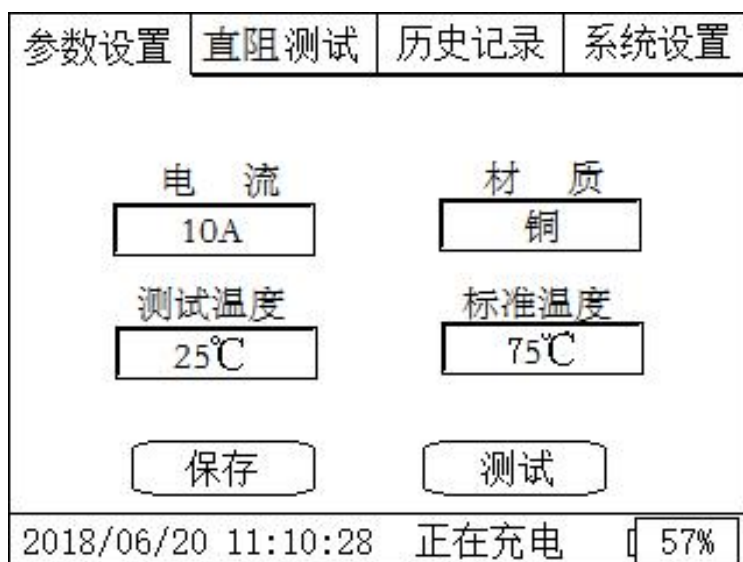 参数设置 直阻测试 历史记录 系统设置
电 流 材 质
10A 铜
测试温度 标准温度
25℃ 75℃
保存 测试
2018/06/20 11:10:28 正在充电 57%